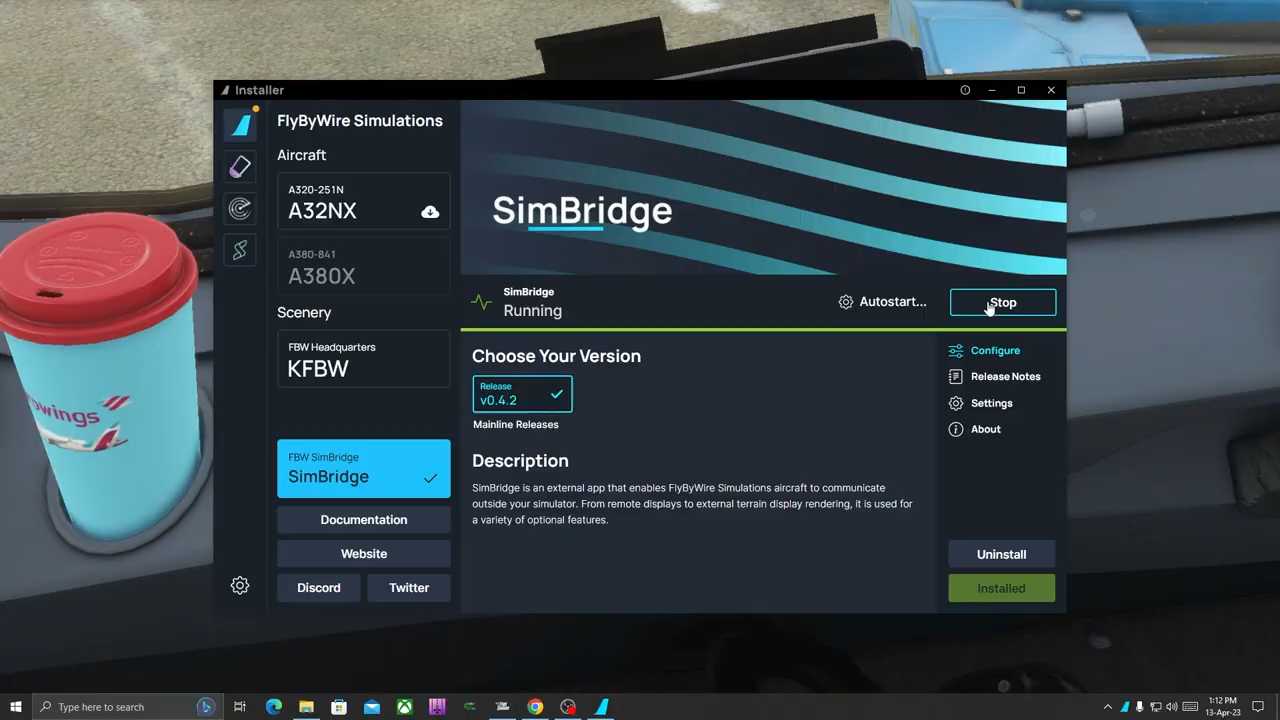 Installer
FlyByWire Simulations
Aircraft
A320-251N
A32NX
A380-841
A380X
Scenery
FBW Headquarters
KFBW
FBW SimBridge
SimBridge
Documentation
Website
Discord
Twitter
SimBridge
SimBridge
Running
Autostart...
Stop
Choose Your Version
Release
v0.4.2
Mainline Releases
Description
SimBridge is an external app that enables FlyByWire Simulations aircraft to communicate
outside your simulator. From remote displays to external terrain display rendering, it is used for
a variety of optional features.
Configure
Release Notes
Settings
About
Uninstall
Installed
Type here to search
1:12 PM
13-Apr-23